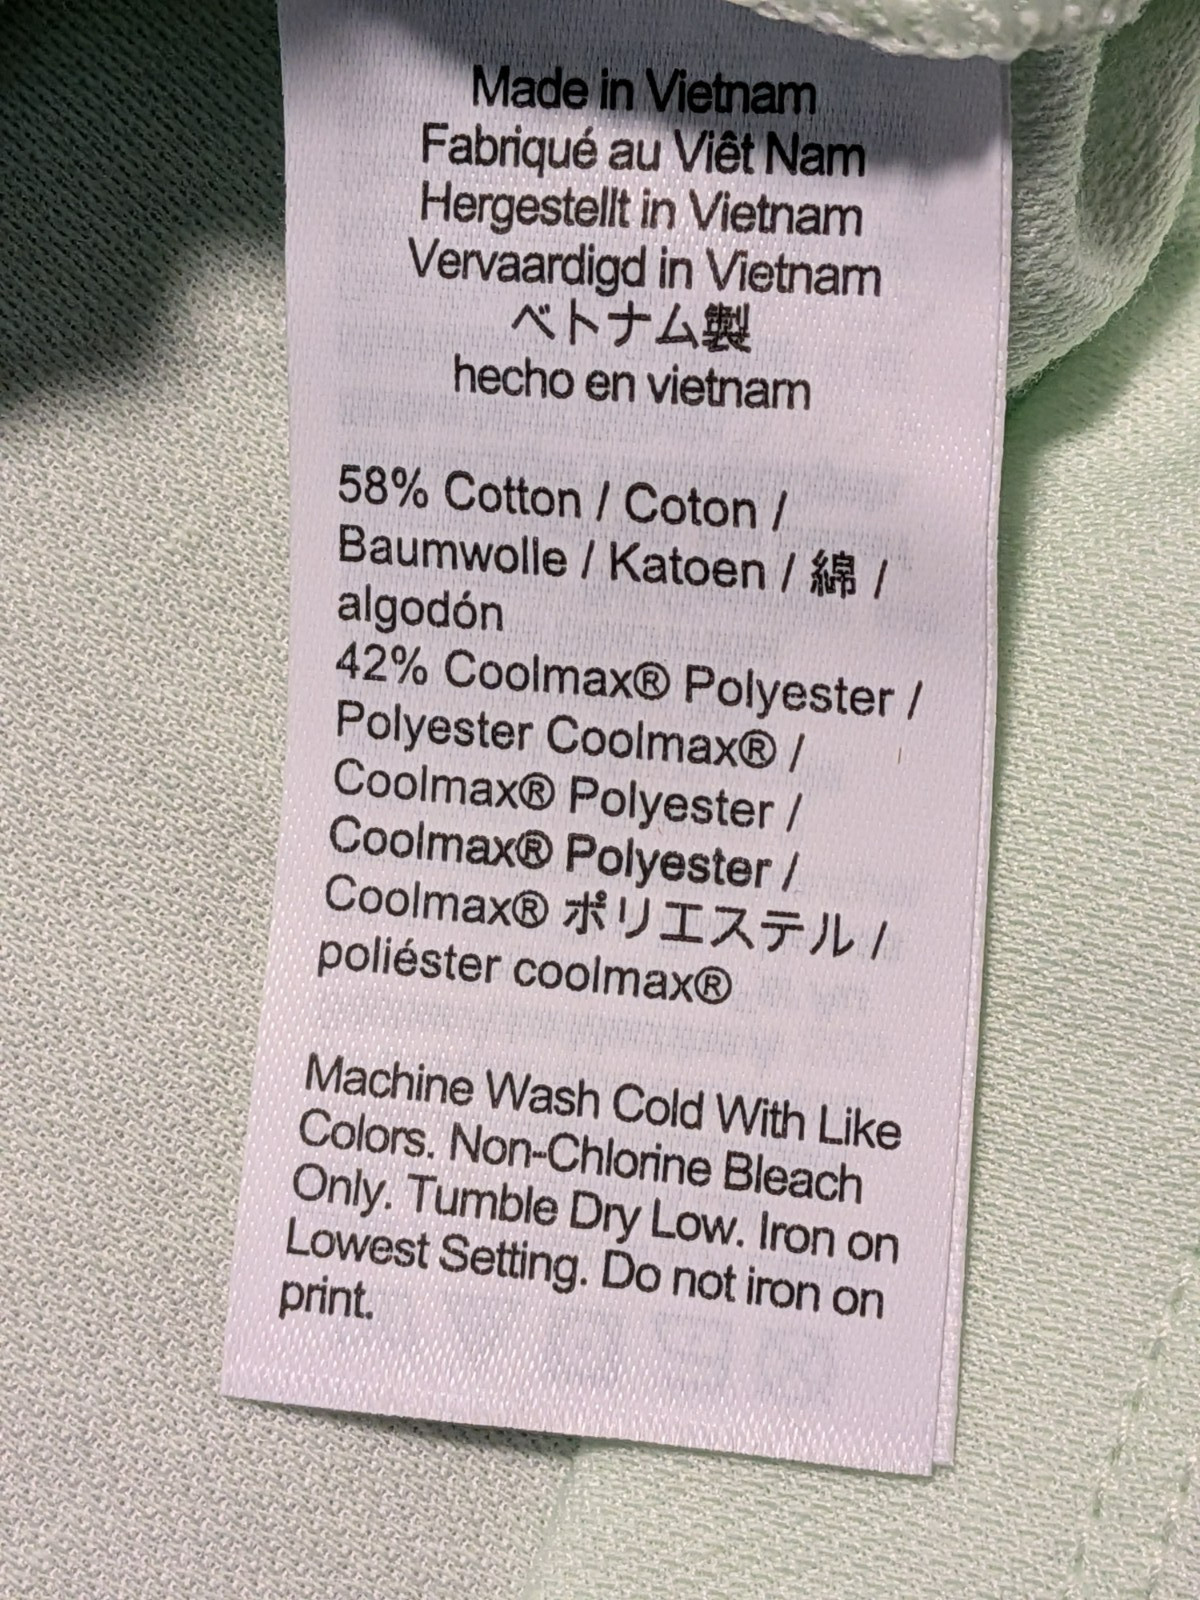 Made in Vietnam
Fabriqué au Viêt Nam
Hergestellt in Vietnam
Vervaardigd in Vietnam
ベトナム製
hecho en vietnam
58% Cotton / Coton /
Baumwolle / Katoen / 綿 /
algodón
42% Coolmax® Polyester /
Polyester Coolmax® /
Coolmax® Polyester /
Coolmax® Polyester /
Coolmax® ポリエステル /
poliéster coolmax®
Machine Wash Cold With Like
Colors. Non-Chlorine Bleach
Only. Tumble Dry Low. Iron on
Lowest Setting. Do not iron on
print.